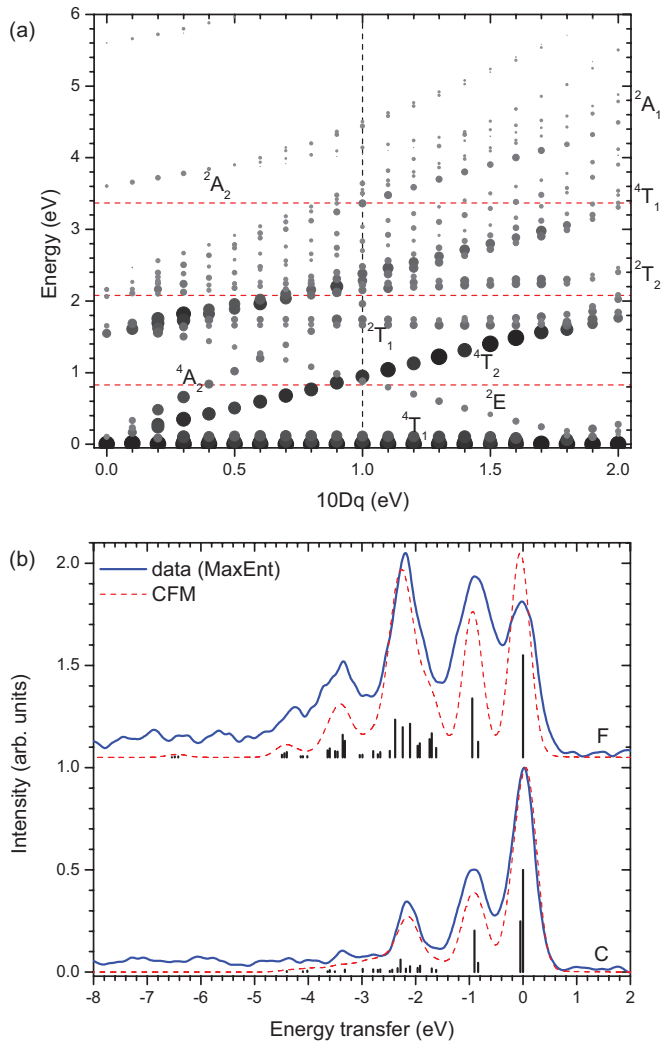 (a)
6
5
4
3
2
1
0
Energy (eV)
²A₁
²A₂
⁴T₁
²T₂
²T₁
⁴A₂
⁴T₂
²E
⁴T₁
0.0 0.5 1.0 1.5 2.0
10Dq (eV)
(b)
data (MaxEnt)
CFM
2.0
1.5
1.0
0.5
0.0
Intensity (arb. units)
F
C
-8 -7 -6 -5 -4 -3 -2 -1 0 1 2
Energy transfer (eV)